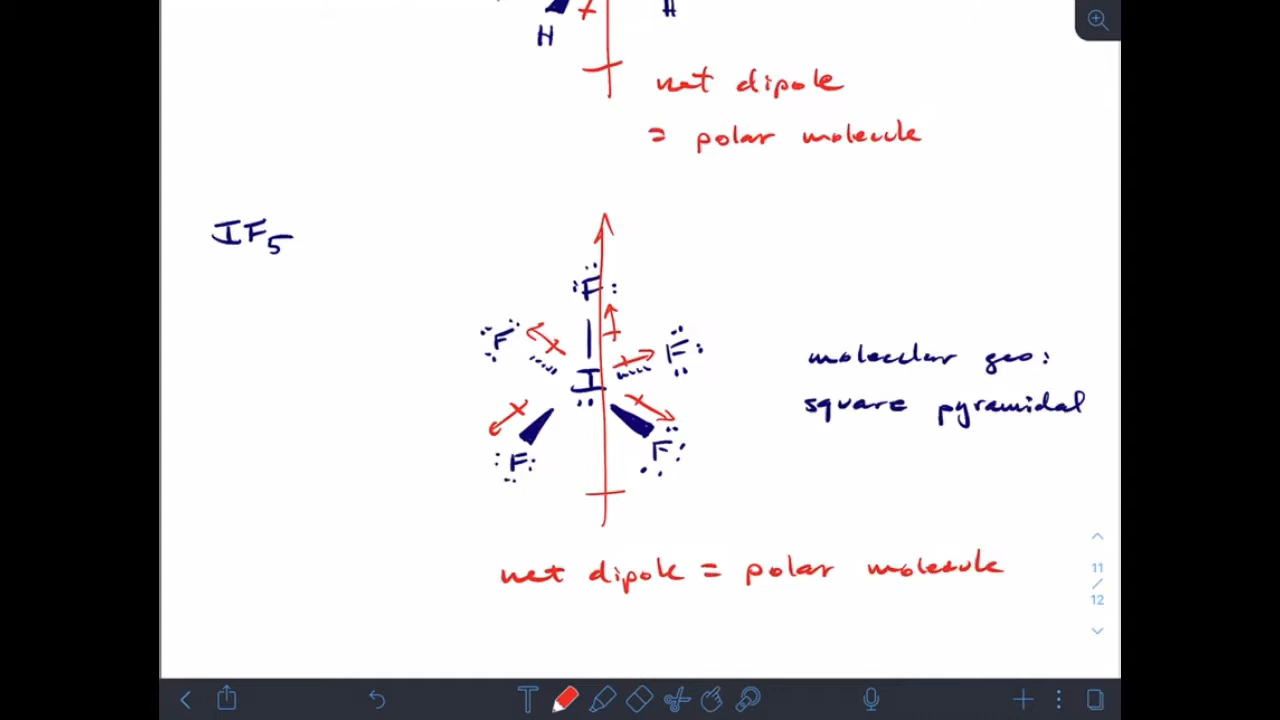 H H
net dipole
= polar molecule
IF5
F
F F
I
F F
molecular geo:
square pyramidal
net dipole = polar molecule
11
/
12
T